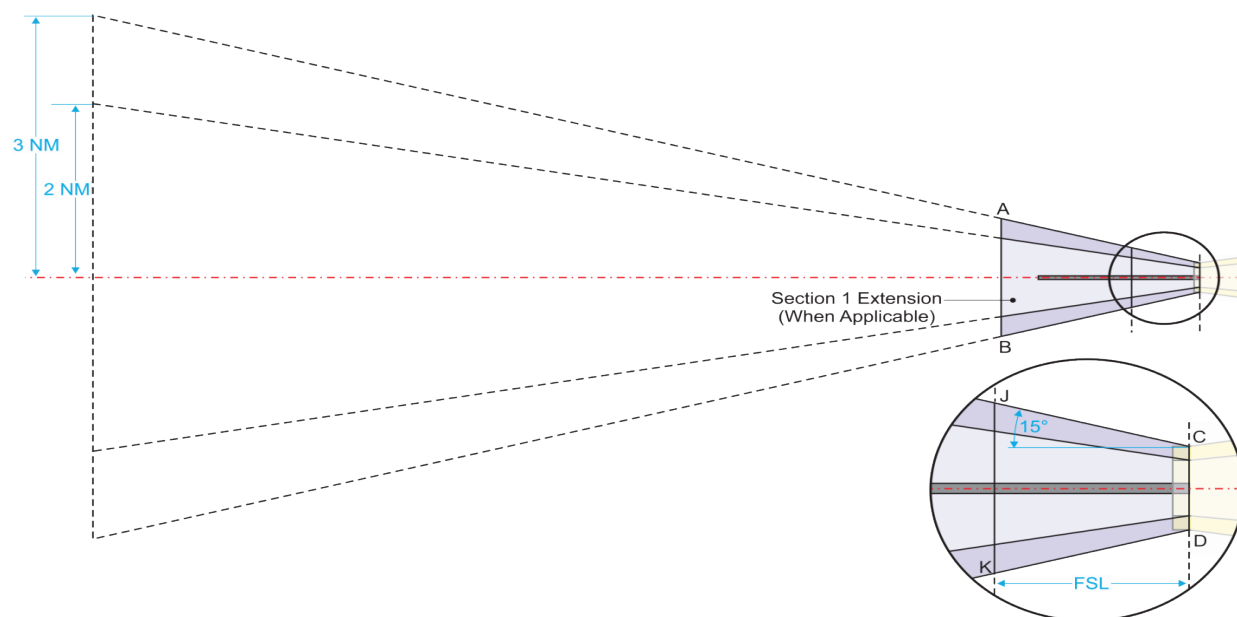 3 NM
2 NM
A
Section 1 Extension
(When Applicable)
B
J
15°
C
K
D
FSL